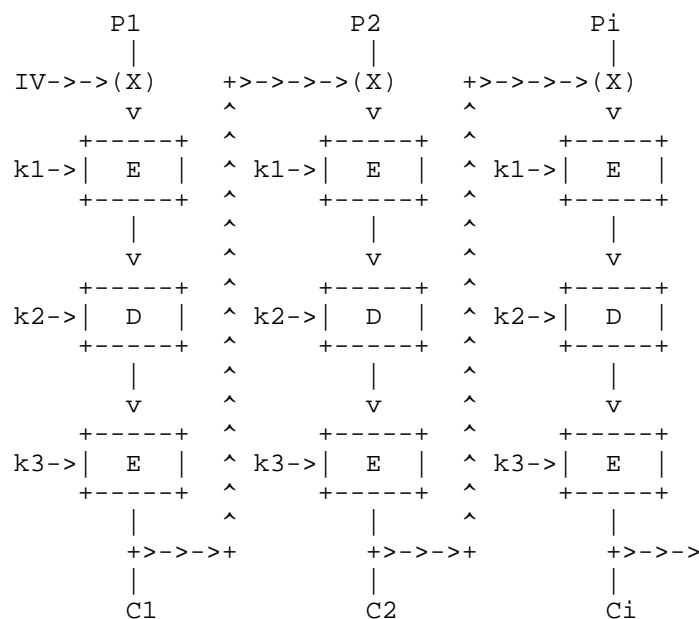 P1                      P2                      Pi
             |                       |                       |
 IV->->(X)       +>->->->(X)       +>->->->(X)
             v         ^             v         ^             v
          +-----+      ^          +-----+      ^          +-----+
 k1->|  E  |      ^   k1->|  E  |      ^   k1->|  E  |
          +-----+      ^          +-----+      ^          +-----+
             |         ^             |         ^             |
             v         ^             v         ^             v
          +-----+      ^          +-----+      ^          +-----+
 k2->|  D  |      ^   k2->|  D  |      ^   k2->|  D  |
          +-----+      ^          +-----+      ^          +-----+
             |         ^             |         ^             |
             v         ^             v         ^             v
          +-----+      ^          +-----+      ^          +-----+
 k3->|  E  |      ^   k3->|  E  |      ^   k3->|  E  |
          +-----+      ^          +-----+      ^          +-----+
             |         ^             |         ^             |
             +>->->+                 +>->->+                 +>->->
             |                       |                       |
            C1                      C2                      Ci